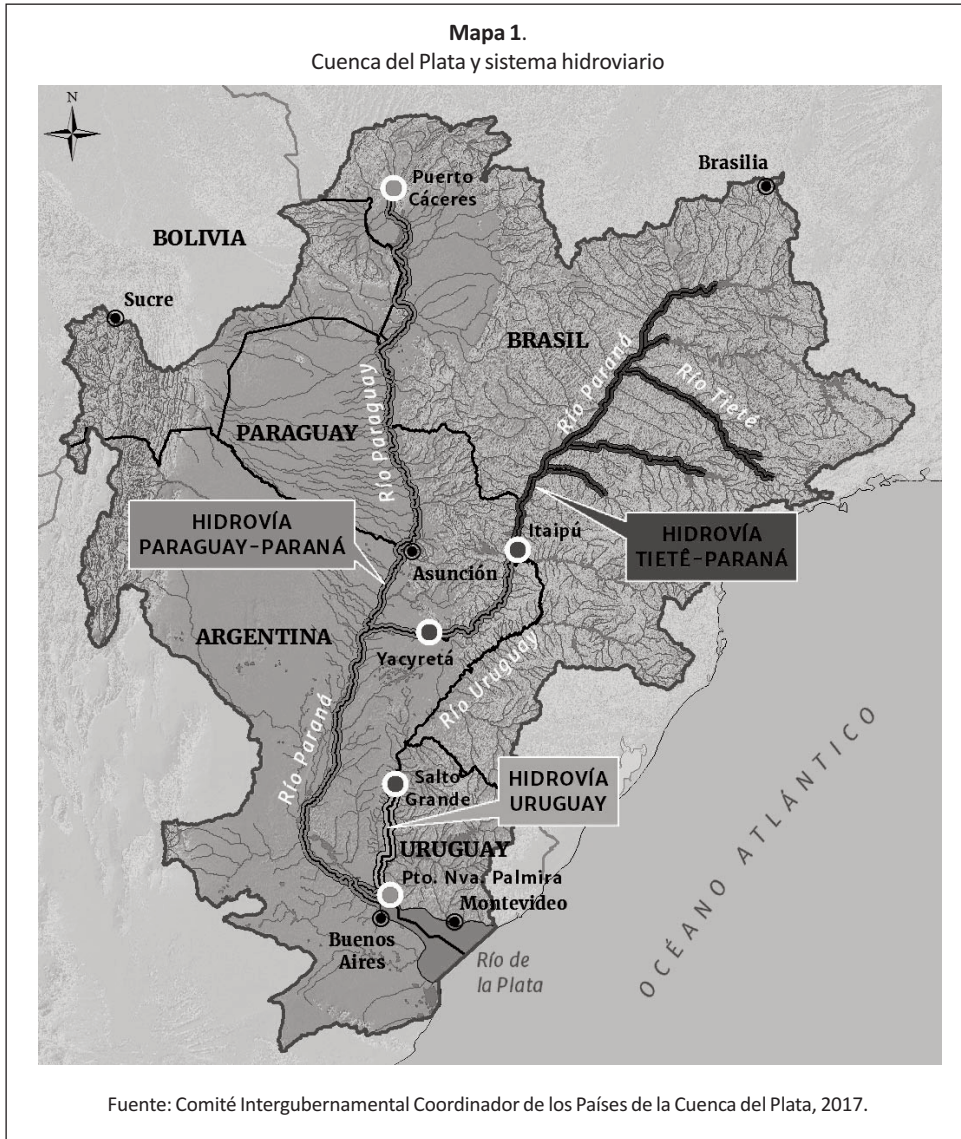 Mapa 1.
Cuenca del Plata y sistema hidroviario
N
Puerto
Cáceres
Brasilia
BOLIVIA
Sucre
BRASIL
Río Paraná
Río Tieté
Río Paraguay
PARAGUAY
HIDROVÍA
PARAGUAY-PARANÁ
Itaipú
HIDROVÍA
TIETÊ-PARANÁ
Asunción
ARGENTINA
Yacyretá
Río Uruguay
Río Paraná
Salto
Grande
HIDROVÍA
URUGUAY
URUGUAY
Pto. Nva. Palmira
Montevideo
Buenos
Aires
Río de
la Plata
OCÉANO ATLÁNTICO
Fuente: Comité Intergubernamental Coordinador de los Países de la Cuenca del Plata, 2017.